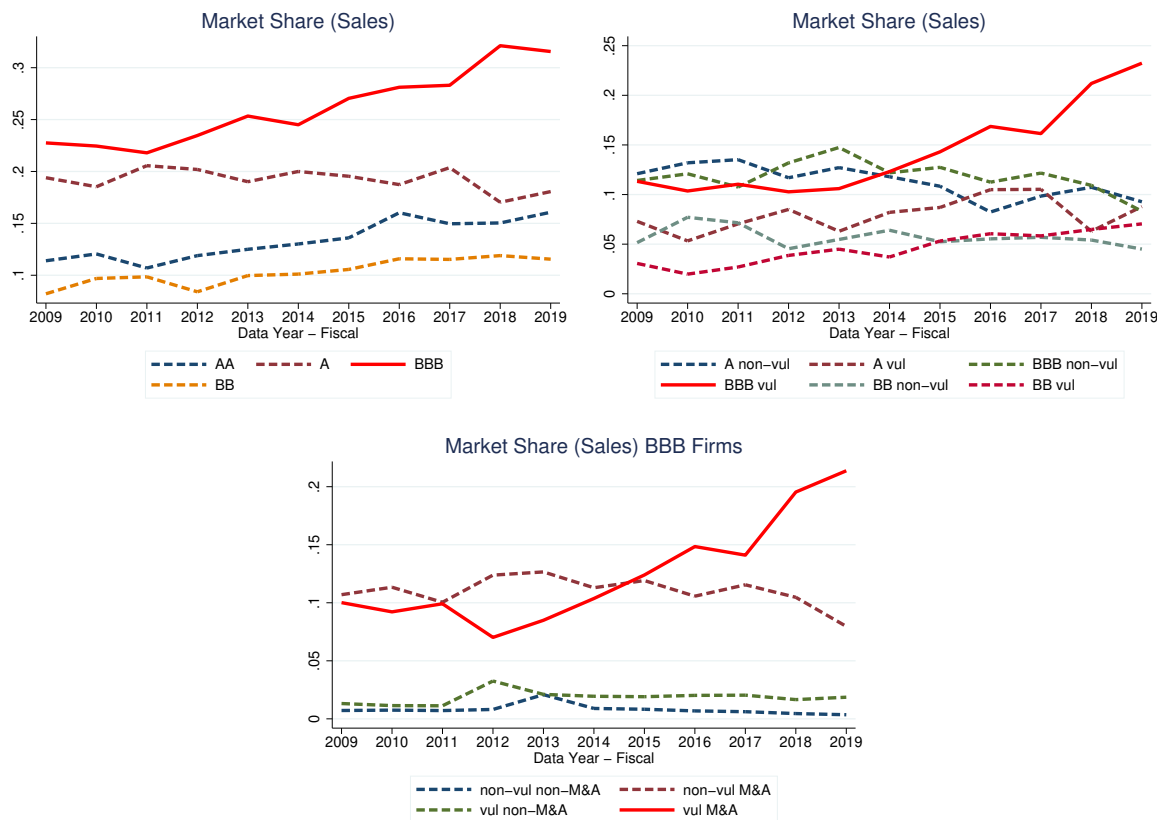 Market Share (Sales)
.3
.25
.2
.15
.1
2009 2010 2011 2012 2013 2014 2015 2016 2017 2018 2019
Data Year – Fiscal
AA A BBB
BB
Market Share (Sales)
.25
.2
.15
.1
.05
0
2009 2010 2011 2012 2013 2014 2015 2016 2017 2018 2019
Data Year – Fiscal
A non–vul A vul BBB non–vul
BBB vul BB non–vul BB vul
Market Share (Sales) BBB Firms
.2
.15
.1
.05
0
2009 2010 2011 2012 2013 2014 2015 2016 2017 2018 2019
Data Year – Fiscal
non–vul non–M&A non–vul M&A
vul non–M&A vul M&A